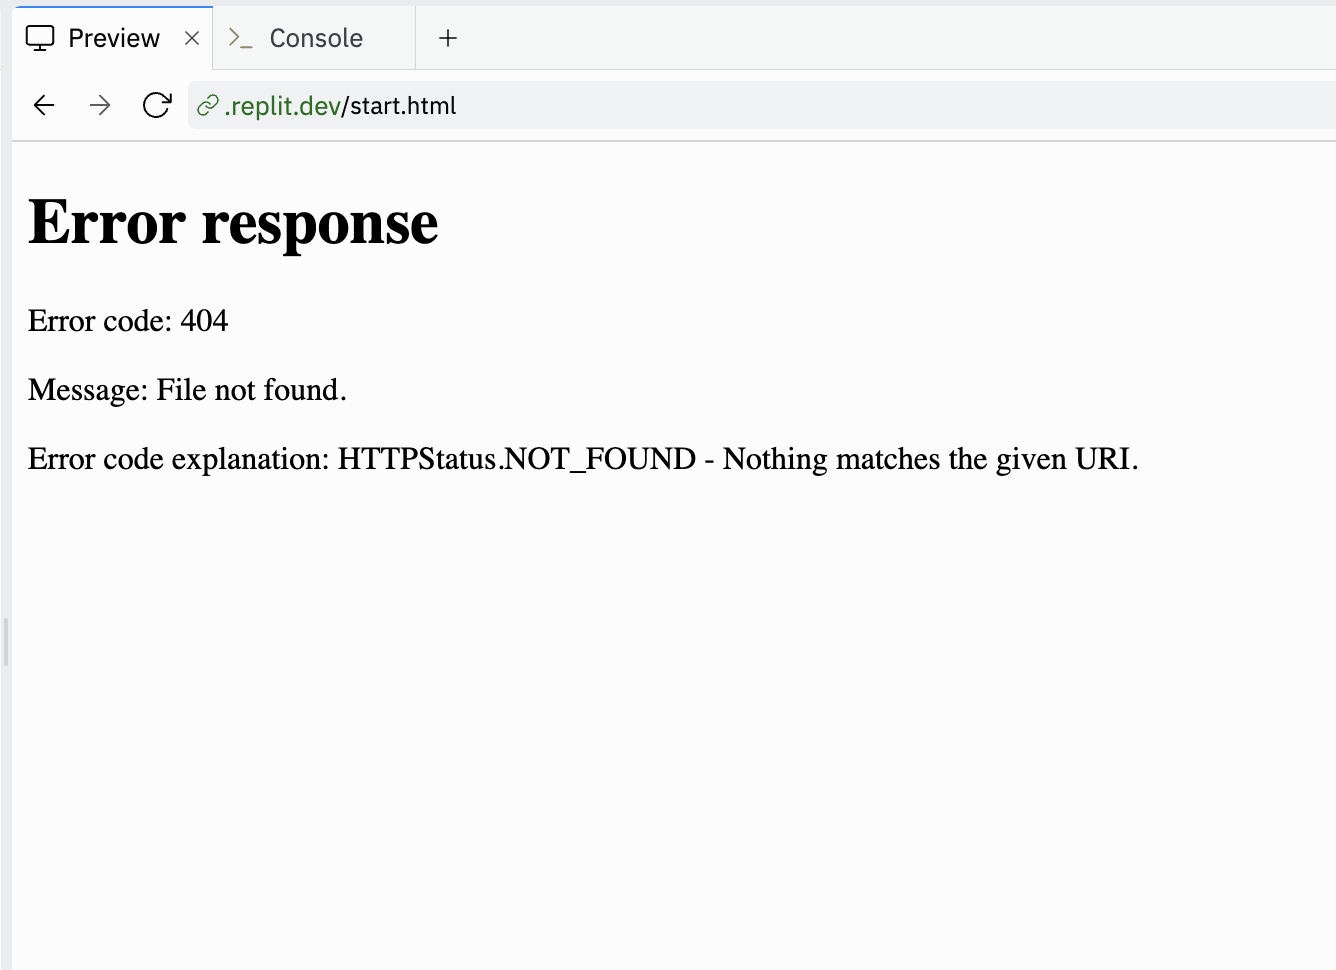 Preview
Console
.replit.dev/start.html
Error response
Error code: 404
Message: File not found.
Error code explanation: HTTPStatus.NOT_FOUND - Nothing matches the given URI.